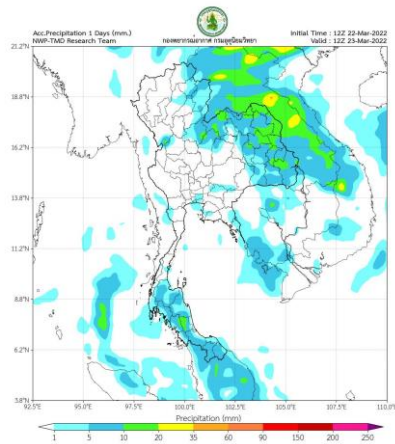 Acc.Precipitation 1 Days (mm.)
NWP-TMD Research Team
กองพยากรณ์อากาศ กรมอุตุนิยมวิทยา
Initial Time : 12Z 22-Mar-2022
Valid : 12Z 23-Mar-2022
21.2°N
18.8°N
16.2°N
13.8°N
11.2°N
8.8°N
6.2°N
3.8°N
92.5°E 95.0°E 97.5°E 100.0°E 102.5°E 105.0°E 107.5°E 110.0°E
Precipitation (mm)
1 5 10 20 35 60 90 150 200 250